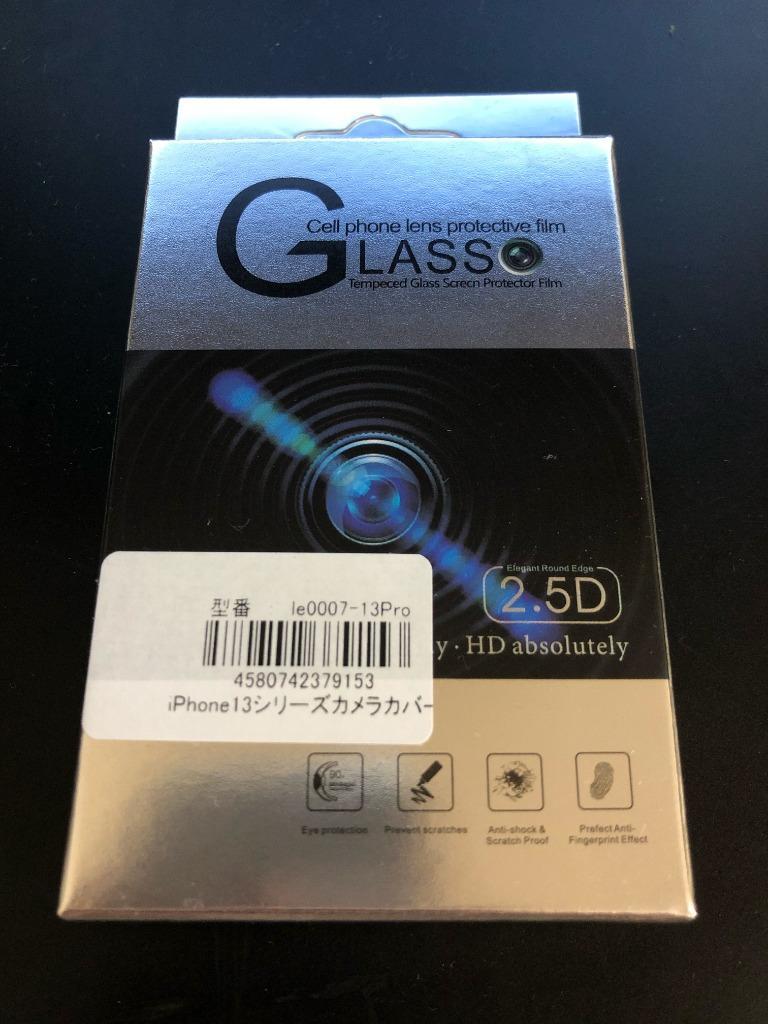 Cell phone lens protective film
GLASS
Tempeced Glass Screcn Protector Film
Elegant Round Edge
2.5D
y · HD absolutely
型番 le0007-13Pro
4580742379153
iPhone13シリーズカメラカバー
90°
Eye protection
Prevent scratches
Anti-shock &
Scratch Proof
Prefect Anti-
Fingerprint Effect